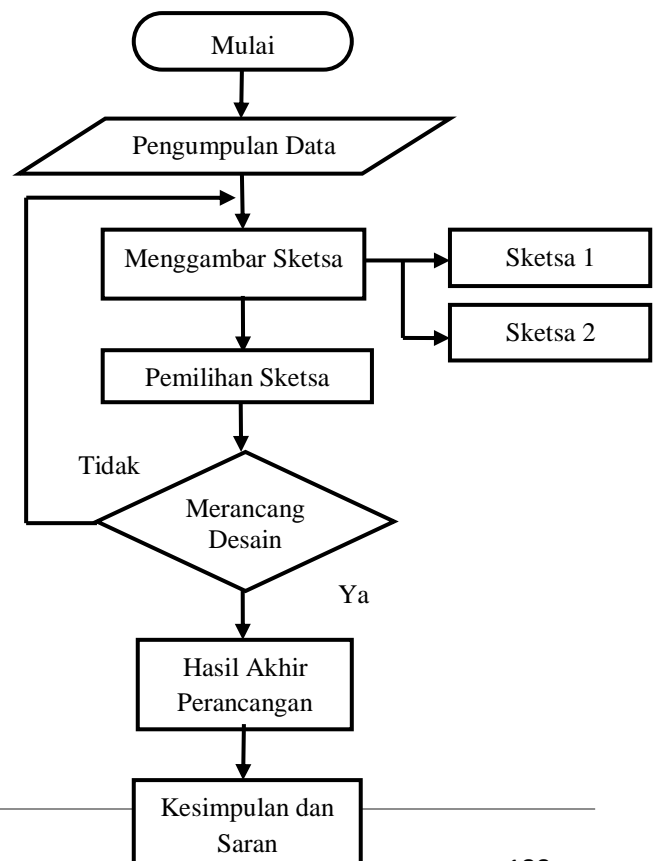 Mulai
Pengumpulan Data
Menggambar Sketsa
Sketsa 1
Sketsa 2
Pemilihan Sketsa
Tidak
Merancang
Desain
Ya
Hasil Akhir
Perancangan
Kesimpulan dan
Saran